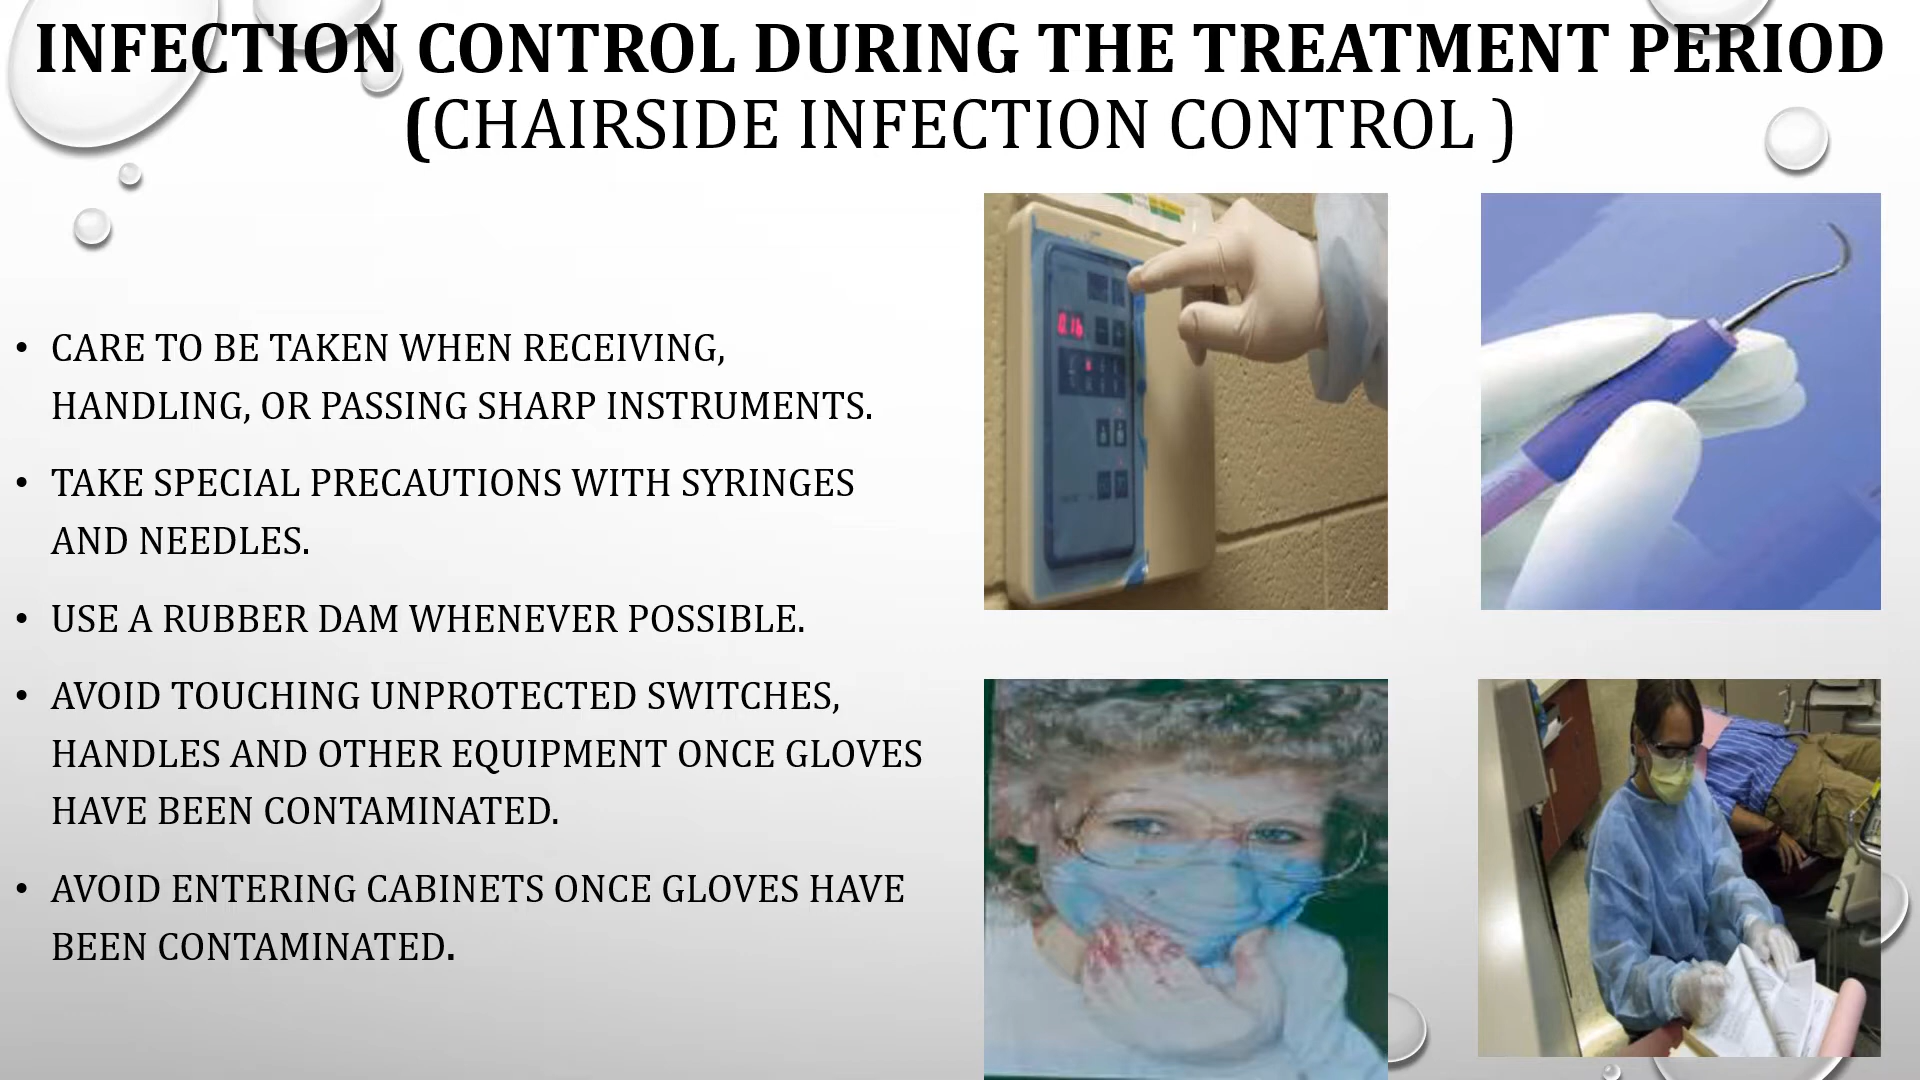 INFECTION CONTROL DURING THE TREATMENT PERIOD
(CHAIRSIDE INFECTION CONTROL )
• CARE TO BE TAKEN WHEN RECEIVING,
HANDLING, OR PASSING SHARP INSTRUMENTS.
• TAKE SPECIAL PRECAUTIONS WITH SYRINGES
AND NEEDLES.
• USE A RUBBER DAM WHENEVER POSSIBLE.
• AVOID TOUCHING UNPROTECTED SWITCHES,
HANDLES AND OTHER EQUIPMENT ONCE GLOVES
HAVE BEEN CONTAMINATED.
• AVOID ENTERING CABINETS ONCE GLOVES HAVE
BEEN CONTAMINATED.
0.16